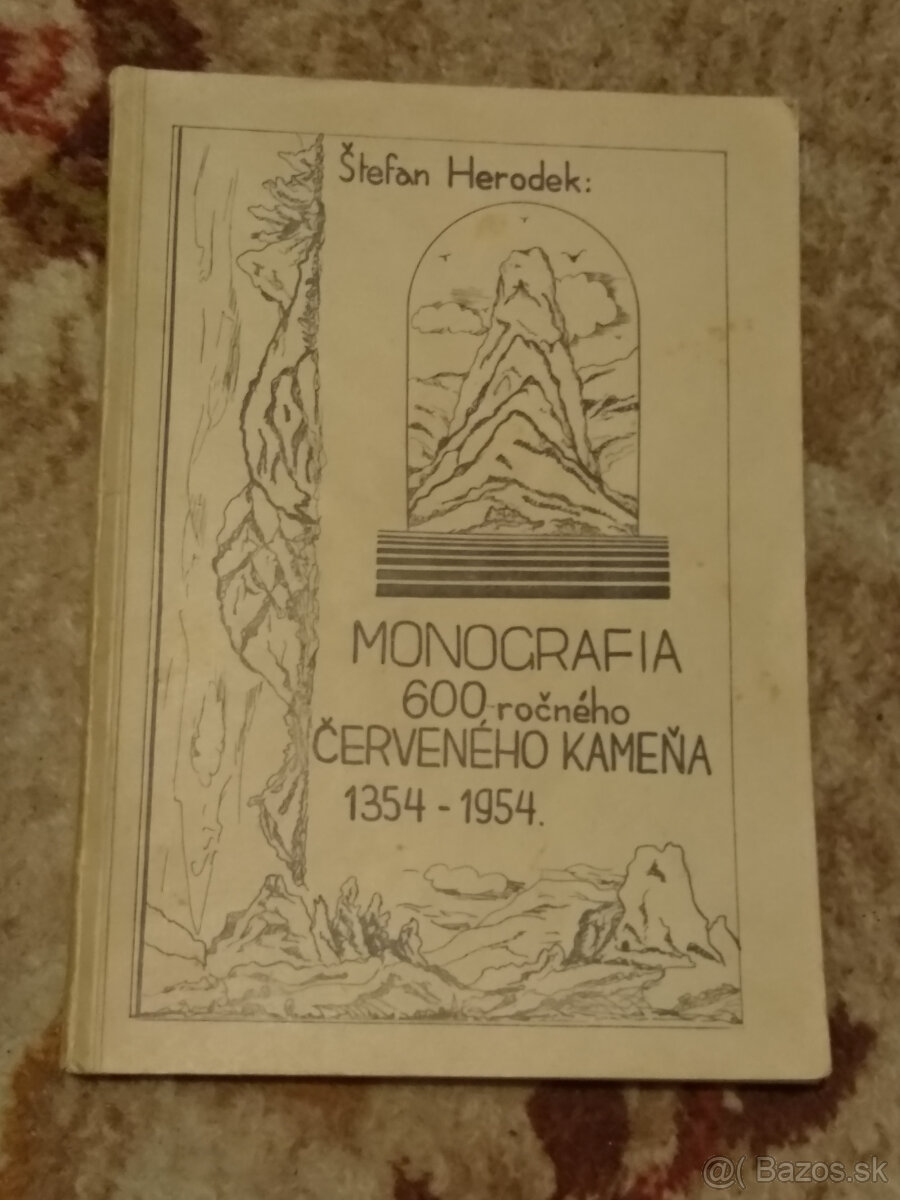 Štefan Herodek:
MONOGRAFIA
600-ročného
ČERVENÉHO KAMEŇA
1354 - 1954.
@( Bazos.sk